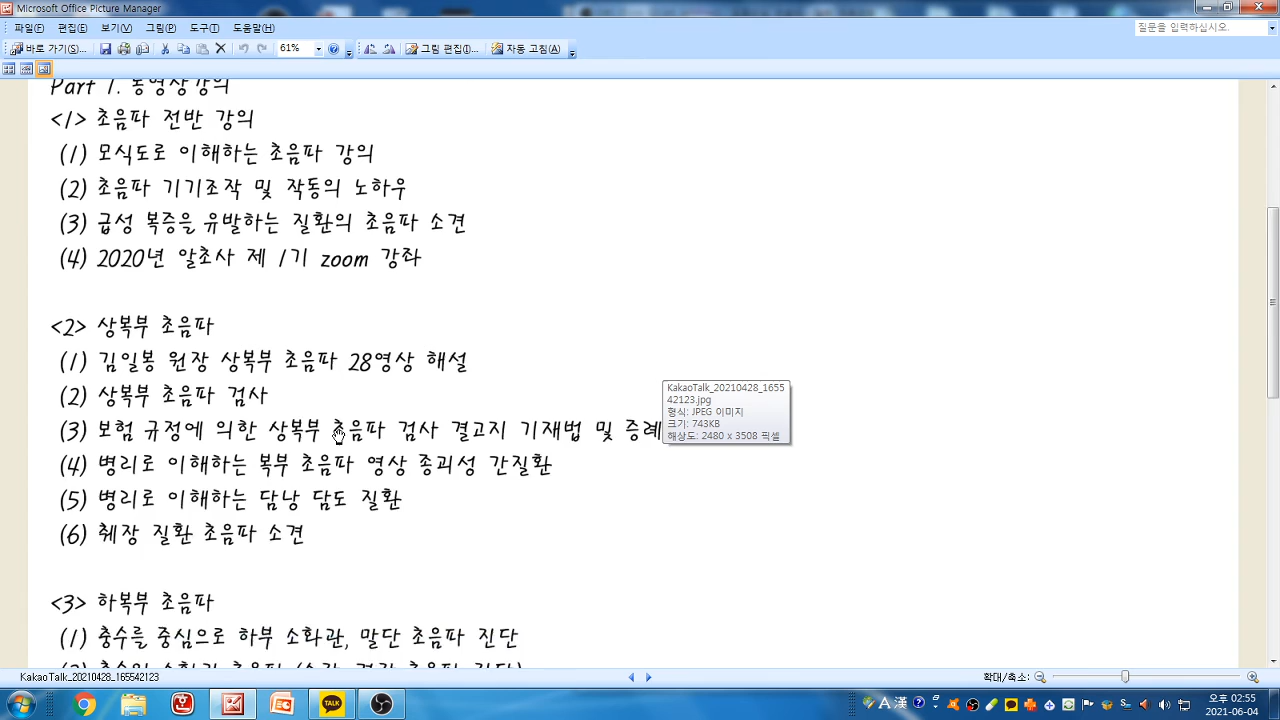 Microsoft Office Picture Manager
파일(F) 편집(E) 보기(V) 그림(P) 도구(T) 도움말(H)
질문을 입력하십시오.
바로 가기(S)... 61% 그림 편집(I)... 자동 고침(A)
Part 1. 동영상강의
<1> 초음파 전반 강의
(1) 모식도로 이해하는 초음파 강의
(2) 초음파 기기조작 및 작동의 노하우
(3) 급성 복증을 유발하는 질환의 초음파 소견
(4) 2020년 알초사 제 1기 zoom 강좌
<2> 상복부 초음파
(1) 김일봉 원장 상복부 초음파 28영상 해설
(2) 상복부 초음파 검사
(3) 보험 규정에 의한 상복부 초음파 검사 결고지 기재법 및 증례
KakaoTalk_20210428_1655
42123.jpg
형식: JPEG 이미지
크기: 743KB
해상도: 2480 x 3508 픽셀
(4) 병리로 이해하는 복부 초음파 영상 종괴성 간질환
(5) 병리로 이해하는 담낭 담도 질환
(6) 췌장 질환 초음파 소견
<3> 하복부 초음파
(1) 충수를 중심으로 하부 소화관, 말단 초음파 진단
KakaoTalk_20210428_165542123
확대/축소:
TALK
A 漢
오후 02:55
2021-06-04